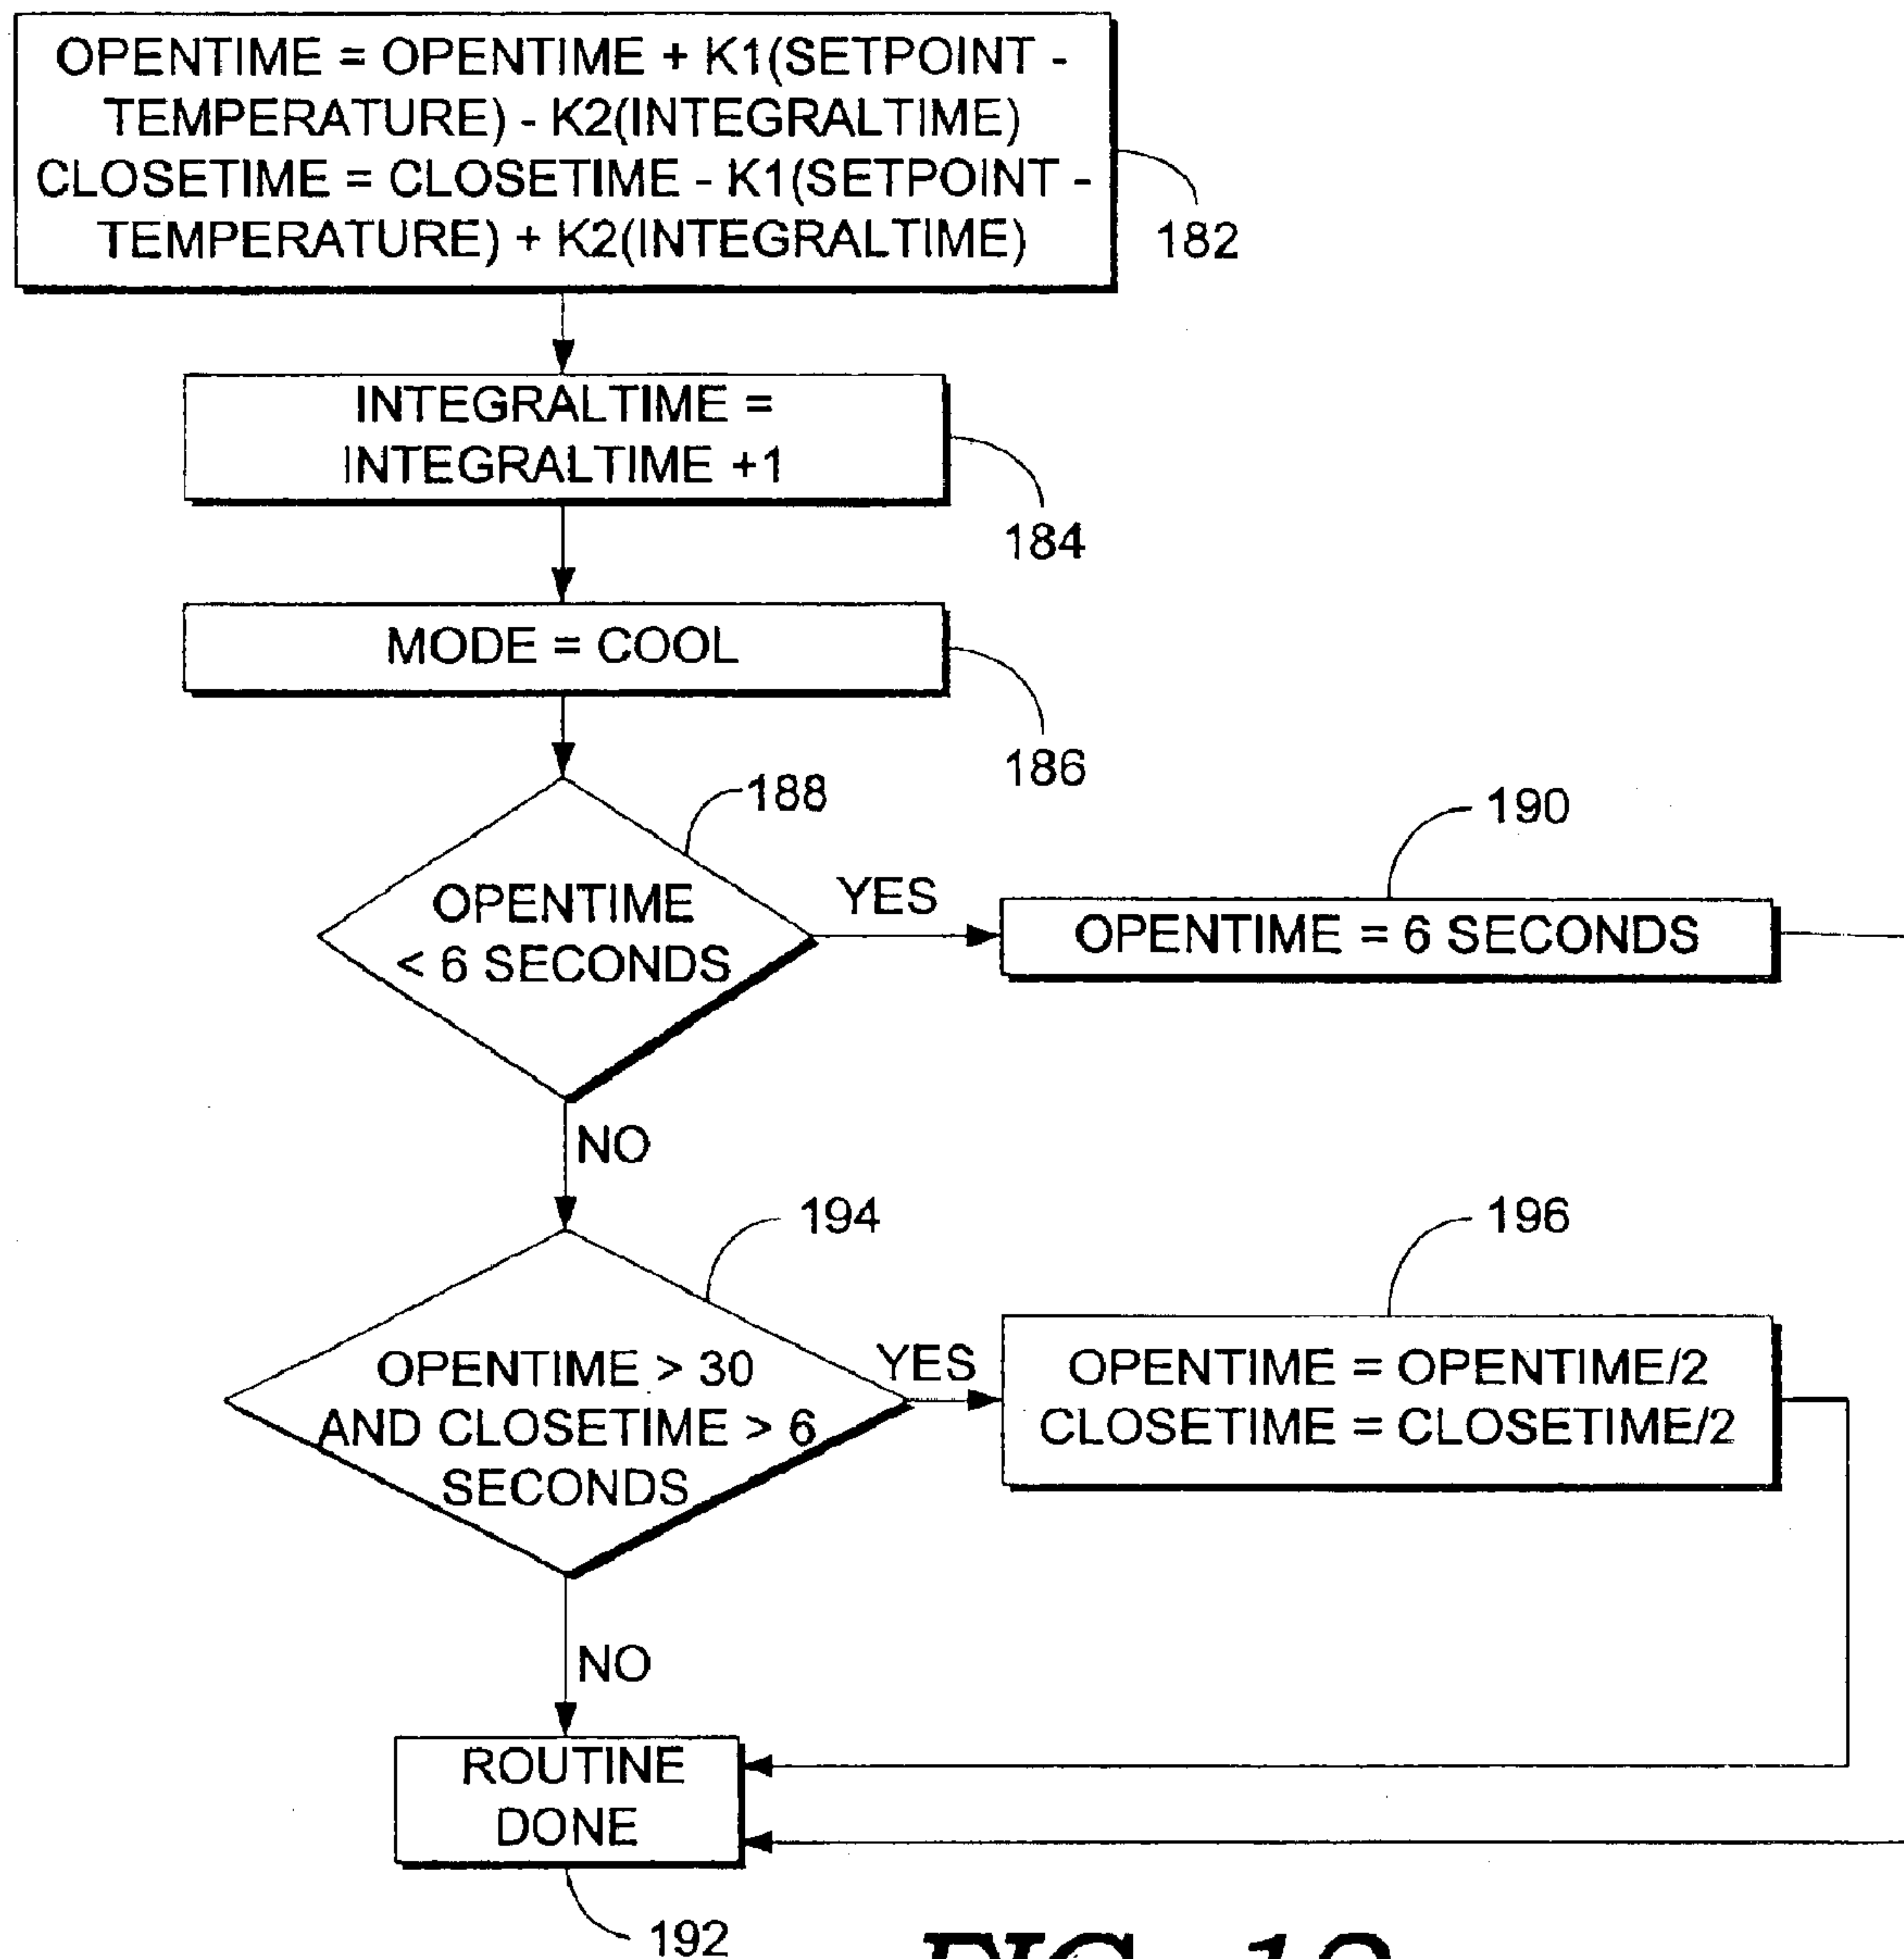 OPENTIME = OPENTIME + K1(SETPOINT -
TEMPERATURE) - K2(INTEGRALTIME)
CLOSETIME = CLOSETIME - K1(SETPOINT -
TEMPERATURE) + K2(INTEGRALTIME)
182
INTEGRALTIME =
INTEGRALTIME +1
184
MODE = COOL
186
188
OPENTIME
< 6 SECONDS
YES
190
OPENTIME = 6 SECONDS
NO
194
OPENTIME > 30
AND CLOSETIME > 6
SECONDS
YES
196
OPENTIME = OPENTIME/2
CLOSETIME = CLOSETIME/2
NO
ROUTINE
DONE
192
FIG.